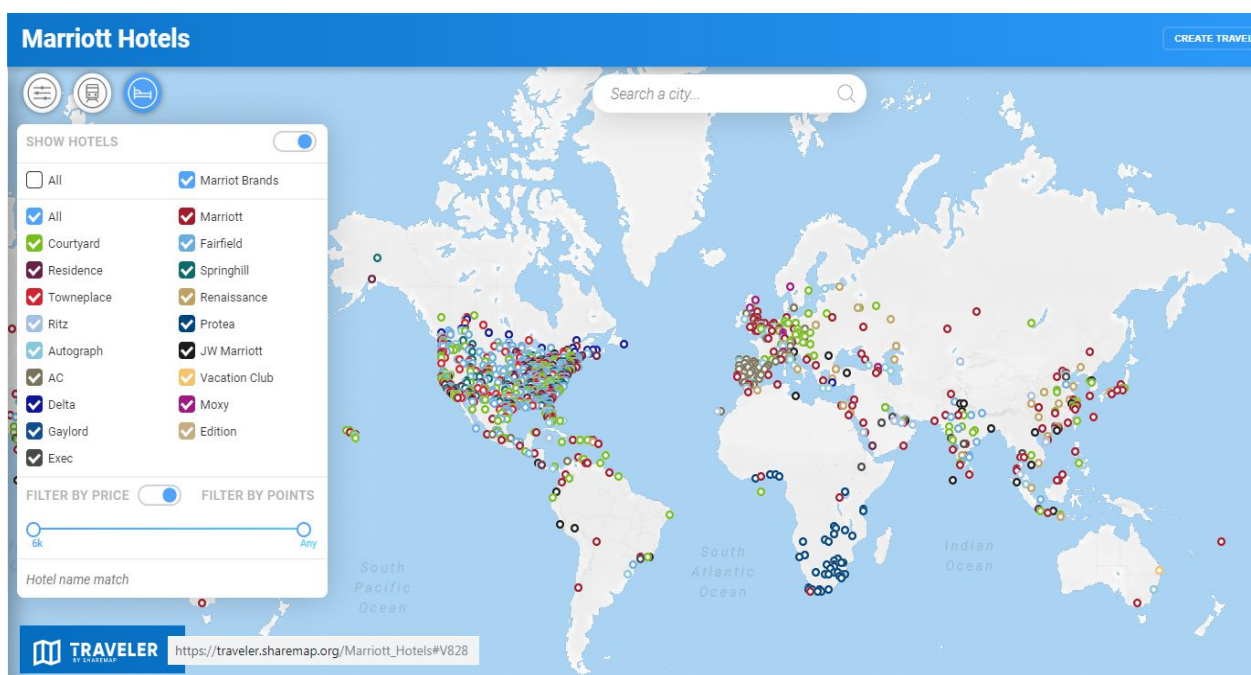 Marriott Hotels
CREATE TRAVEL
Search a city...
SHOW HOTELS
All
Marriot Brands
All
Marriott
Courtyard
Fairfield
Residence
Springhill
Towneplace
Renaissance
Ritz
Protea
Autograph
JW Marriott
AC
Vacation Club
Delta
Moxy
Gaylord
Edition
Exec
FILTER BY PRICE
FILTER BY POINTS
6k
Any
Hotel name match
South
Pacific
Ocean
South
Atlantic
Ocean
Indian
Ocean
TRAVELER
BY SHAREMAP
https://traveler.sharemap.org/Marriott_Hotels#V828